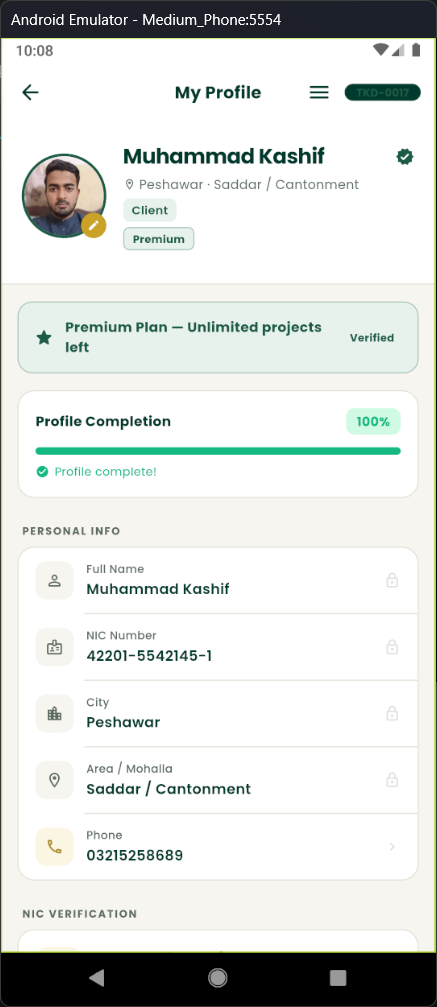 Android Emulator - Medium_Phone:5554
10:08
My Profile
TKD-0017
Muhammad Kashif
Peshawar · Saddar / Cantonment
Client
Premium
Premium Plan — Unlimited projects
left
Verified
Profile Completion
100%
Profile complete!
PERSONAL INFO
Full Name
Muhammad Kashif
NIC Number
42201-5542145-1
City
Peshawar
Area / Mohalla
Saddar / Cantonment
Phone
03215258689
NIC VERIFICATION